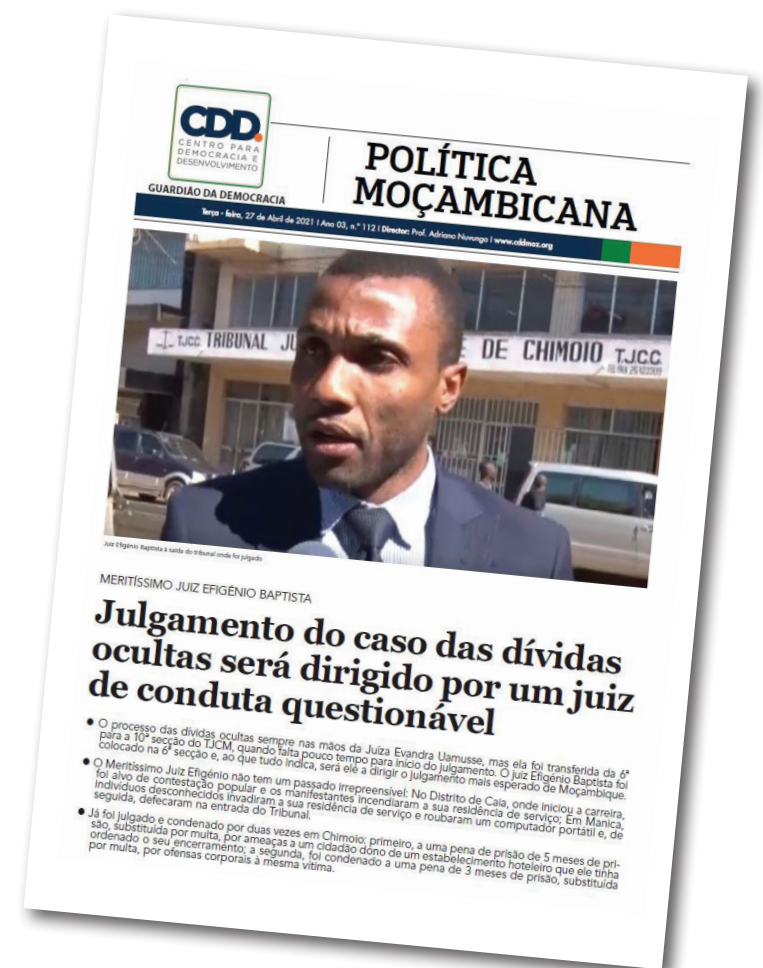 CDD.
CENTRO PARA
DEMOCRACIA E
DESENVOLVIMENTO
GUARDIÃO DA DEMOCRACIA
POLÍTICA
MOÇAMBICANA
Terça - feira, 27 de Abril de 2021 I Ano 03, n.º 112 I Director: Prof. Adriano Nuvunga I www.cddmoz.org
T.J.C.C. TRIBUNAL JU
E DE CHIMOIO T.J.C.C.
Juiz Efigénio Baptista à saída do tribunal onde foi julgado
MERITÍSSIMO JUIZ EFIGÉNIO BAPTISTA
Julgamento do caso das dívidas
ocultas será dirigido por um juiz
de conduta questionável
● O processo das dívidas ocultas sempre nas mãos da Juíza Evandra Uamusse, mas ela foi transferida da 6ª
para a 10ª secção do TJCM, quando falta pouco tempo para início do julgamento. O juiz Efigénio Baptista foi
colocado na 6ª secção e, ao que tudo indica, será ele a dirigir o julgamento mais esperado de Moçambique.
● O Meritíssimo Juiz Efigénio não tem um passado irrepreensível: No Distrito de Caia, onde iniciou a carreira,
foi alvo de contestação popular e os manifestantes incendiaram a sua residência de serviço; Em Manica,
indivíduos desconhecidos invadiram a sua residência de serviço e roubaram um computador portátil e, de
seguida, defecaram na entrada do Tribunal.
● Já foi julgado e condenado por duas vezes em Chimoio: primeiro, a uma pena de prisão de 5 meses de pri-
são, substituída por multa, por ameaças a um cidadão dono de um estabelecimento hoteleiro que ele tinha
ordenado o seu encerramento; a segunda, foi condenado a uma pena de 3 meses de prisão, substituída
por multa, por ofensas corporais à mesma vítima.